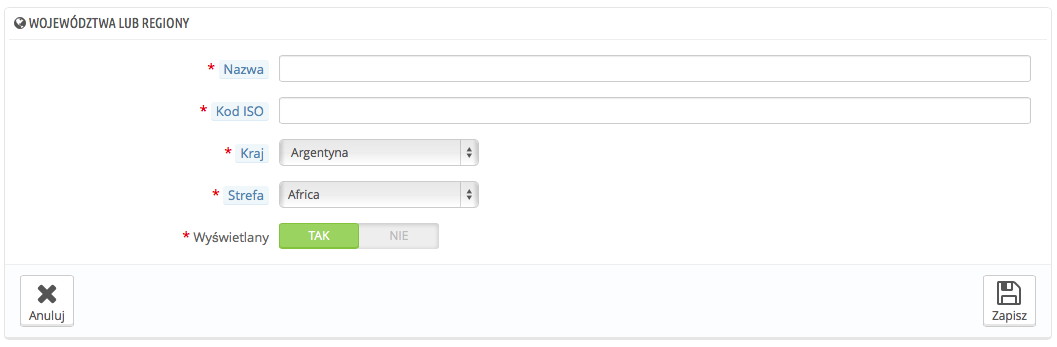 WOJEWÓDZTWA LUB REGIONY
* Nazwa
* Kod ISO
* Kraj Argentyna
* Strefa Africa
* Wyświetlany TAK NIE
Anuluj Zapisz